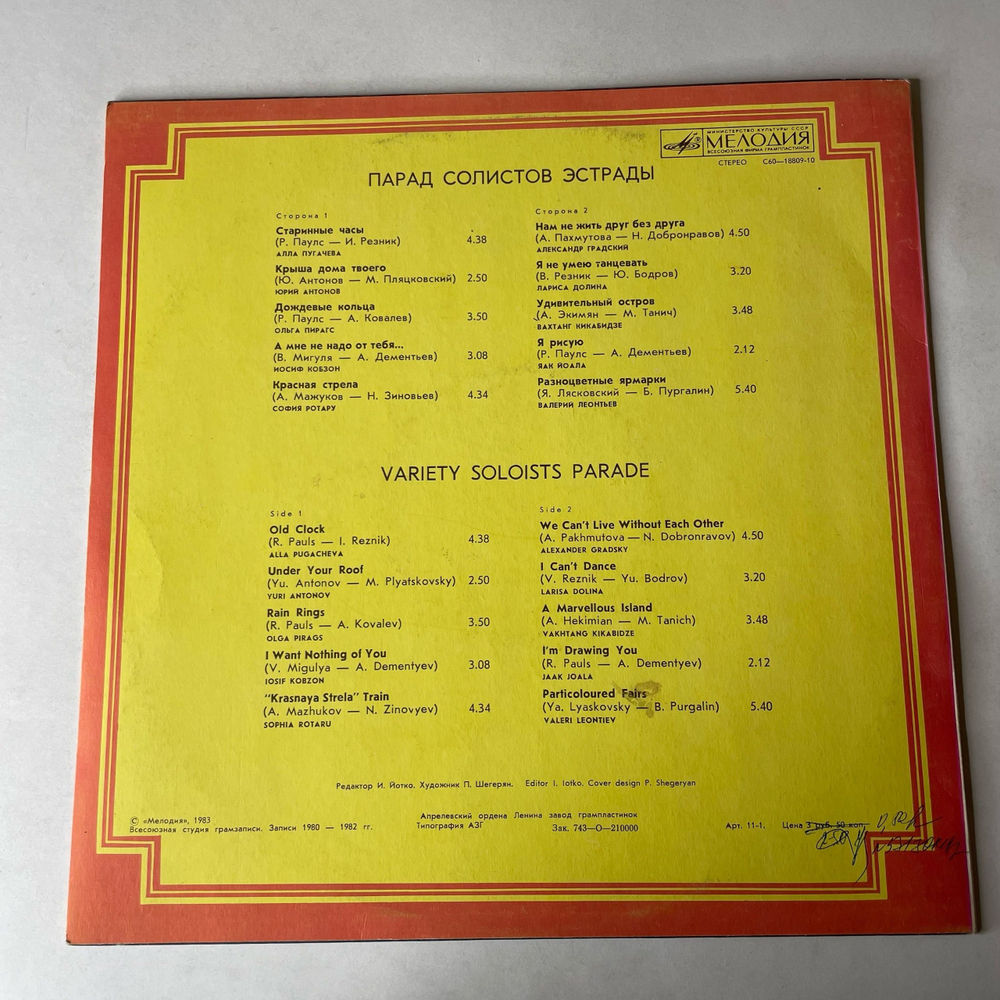 МИНИСТЕРСТВО КУЛЬТУРЫ СССР
МЕЛОДИЯ
ВСЕСОЮЗНАЯ ФИРМА ГРАМПЛАСТИНОК
СТЕРЕО С60—18809-10
ПАРАД СОЛИСТОВ ЭСТРАДЫ
Сторона 1
Старинные часы
(Р. Паулс — И. Резник) 4.38
АЛЛА ПУГАЧЕВА
Крыша дома твоего
(Ю. Антонов — М. Пляцковский) 2.50
ЮРИЙ АНТОНОВ
Дождевые кольца
(Р. Паулс — А. Ковалев) 3.50
ОЛЬГА ПИРАГС
А мне не надо от тебя...
(В. Мигуля — А. Дементьев) 3.08
ИОСИФ КОБЗОН
Красная стрела
(А. Мажуков — Н. Зиновьев) 4.34
СОФИЯ РОТАРУ
Сторона 2
Нам не жить друг без друга
(А. Пахмутова — Н. Добронравов) 4.50
АЛЕКСАНДР ГРАДСКИЙ
Я не умею танцевать
(В. Резник — Ю. Бодров) 3.20
ЛАРИСА ДОЛИНА
Удивительный остров
(А. Экимян — М. Танич) 3.48
ВАХТАНГ КИКАБИДЗЕ
Я рисую
(Р. Паулс — А. Дементьев) 2.12
ЯАК ЙОАЛА
Разноцветные ярмарки
(Я. Лясковский — Б. Пургалин) 5.40
ВАЛЕРИЙ ЛЕОНТЬЕВ
VARIETY SOLOISTS PARADE
Side 1
Old Clock
(R. Pauls — I. Reznik) 4.38
ALLA PUGACHEVA
Under Your Roof
(Yu. Antonov — M. Plyatskovsky) 2.50
YURI ANTONOV
Rain Rings
(R. Pauls — A. Kovalev) 3.50
OLGA PIRAGS
I Want Nothing of You
(V. Migulya — A. Dementyev) 3.08
IOSIF KOBZON
"Krasnaya Strela" Train
(A. Mazhukov — N. Zinovyev) 4.34
SOPHIA ROTARU
Side 2
We Can't Live Without Each Other
(A. Pakhmutova — N. Dobronravov) 4.50
ALEXANDER GRADSKY
I Can't Dance
(V. Reznik — Yu. Bodrov) 3.20
LARISA DOLINA
A Marvellous Island
(A. Hekimian — M. Tanich) 3.48
VAKHTANG KIKABIDZE
I'm Drawing You
(R. Pauls — A. Dementyev) 2.12
JAAK JOALA
Particoloured Fairs
(Ya. Lyaskovsky — B. Purgalin) 5.40
VALERI LEONTIEV
Редактор И. Йотко. Художник П. Шегерян. Editor I. Iotko. Cover design P. Shegeryan
© «Мелодия», 1983
Всесоюзная студия грамзаписи. Записи 1980 — 1982 гг.
Апрелевский ордена Ленина завод грампластинок
Типография АЗГ Зак. 743—О—210000
Арт. 11-1. Цена 3 руб. 50 коп.